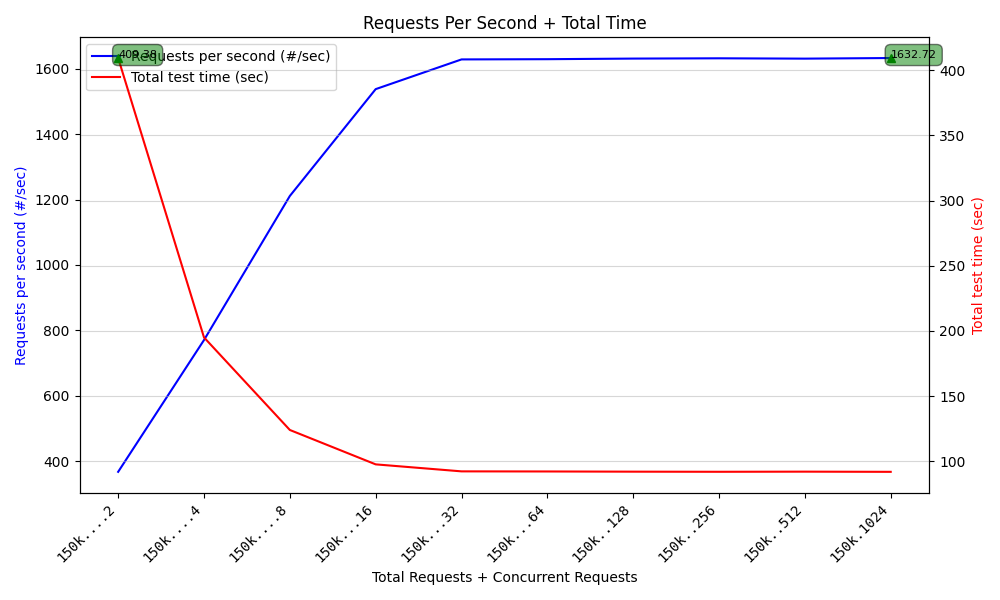 Requests Per Second + Total Time
Requests per second (#/sec)
Total test time (sec)
409.38
1632.72
1600
1400
1200
1000
800
600
400
Requests per second (#/sec)
400
350
300
250
200
150
100
Total test time (sec)
150k....2
150k....4
150k....8
150k...16
150k...32
150k...64
150k..128
150k..256
150k..512
150k.1024
Total Requests + Concurrent Requests